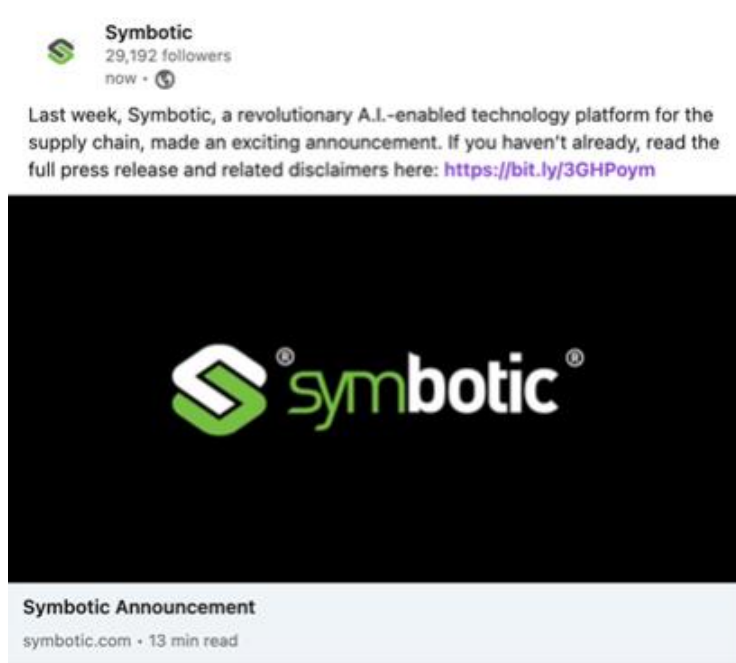 Symbotic
29,192 followers
now •
Last week, Symbotic, a revolutionary A.I.-enabled technology platform for the
supply chain, made an exciting announcement. If you haven't already, read the
full press release and related disclaimers here: https://bit.ly/3GHPoym
® symbotic ®
Symbotic Announcement
symbotic.com • 13 min read